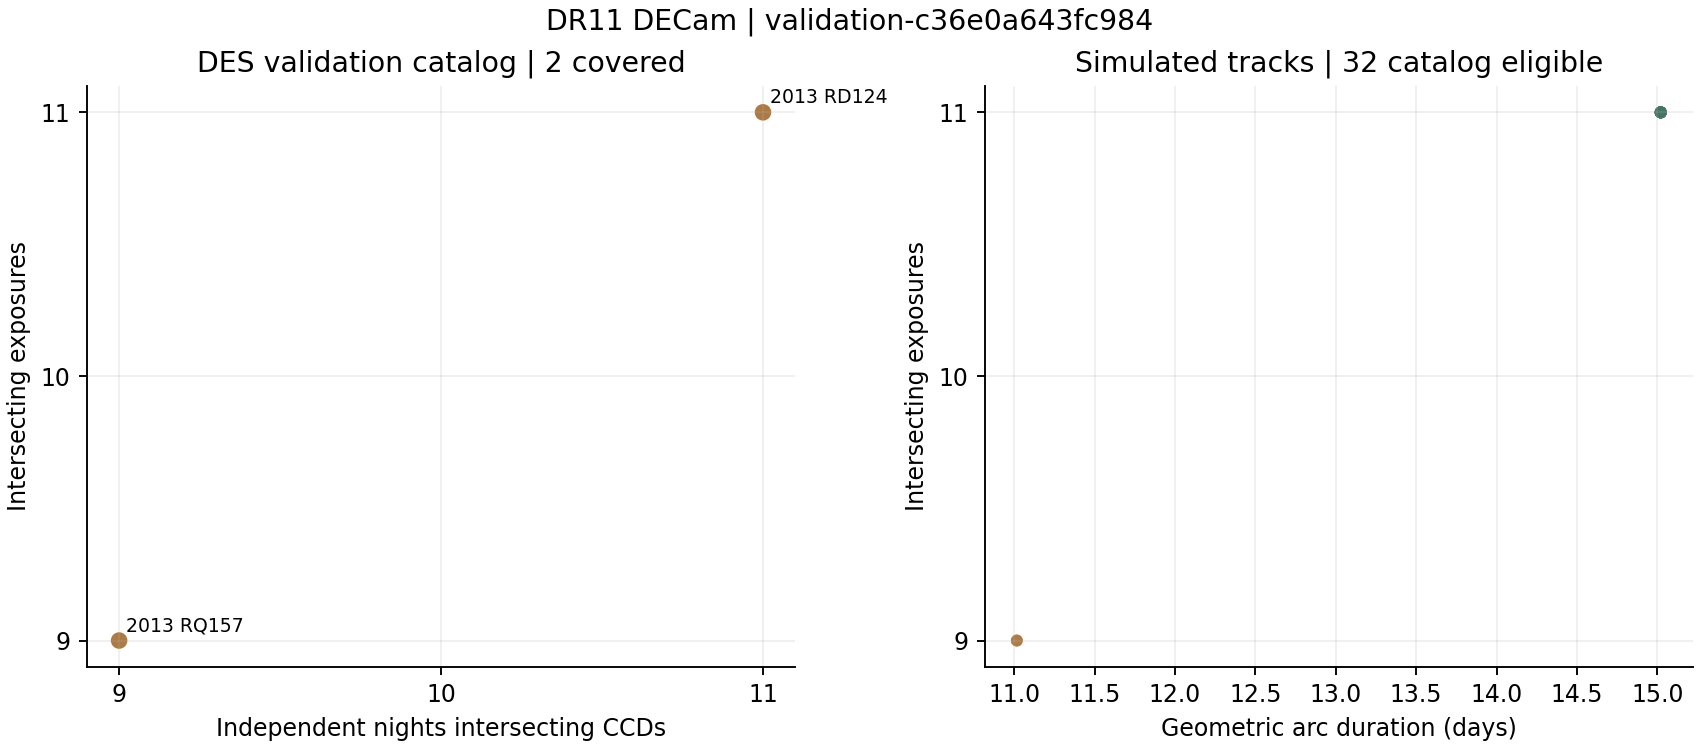 DR11 DECam | validation-c36e0a643fc984
DES validation catalog | 2 covered
Intersecting exposures
11
10
9
2013 RD124
2013 RQ157
9 10 11
Independent nights intersecting CCDs
Simulated tracks | 32 catalog eligible
Intersecting exposures
11
10
9
11.0 11.5 12.0 12.5 13.0 13.5 14.0 14.5 15.0
Geometric arc duration (days)